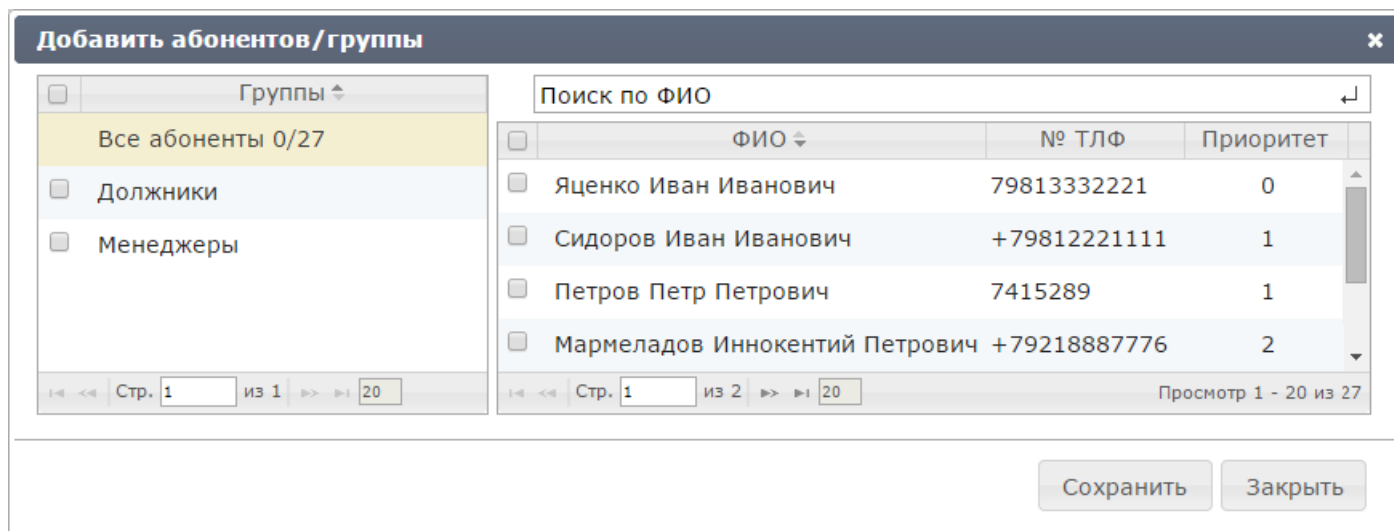 Добавить абонентов/группы
Группы
Все абоненты 0/27
Должники
Менеджеры
Стр. 1 из 1 20
Поиск по ФИО
ФИО № ТЛФ Приоритет
Яценко Иван Иванович 79813332221 0
Сидоров Иван Иванович +79812221111 1
Петров Петр Петрович 7415289 1
Мармеладов Иннокентий Петрович +79218887776 2
Стр. 1 из 2 20 Просмотр 1 - 20 из 27
Сохранить Закрыть